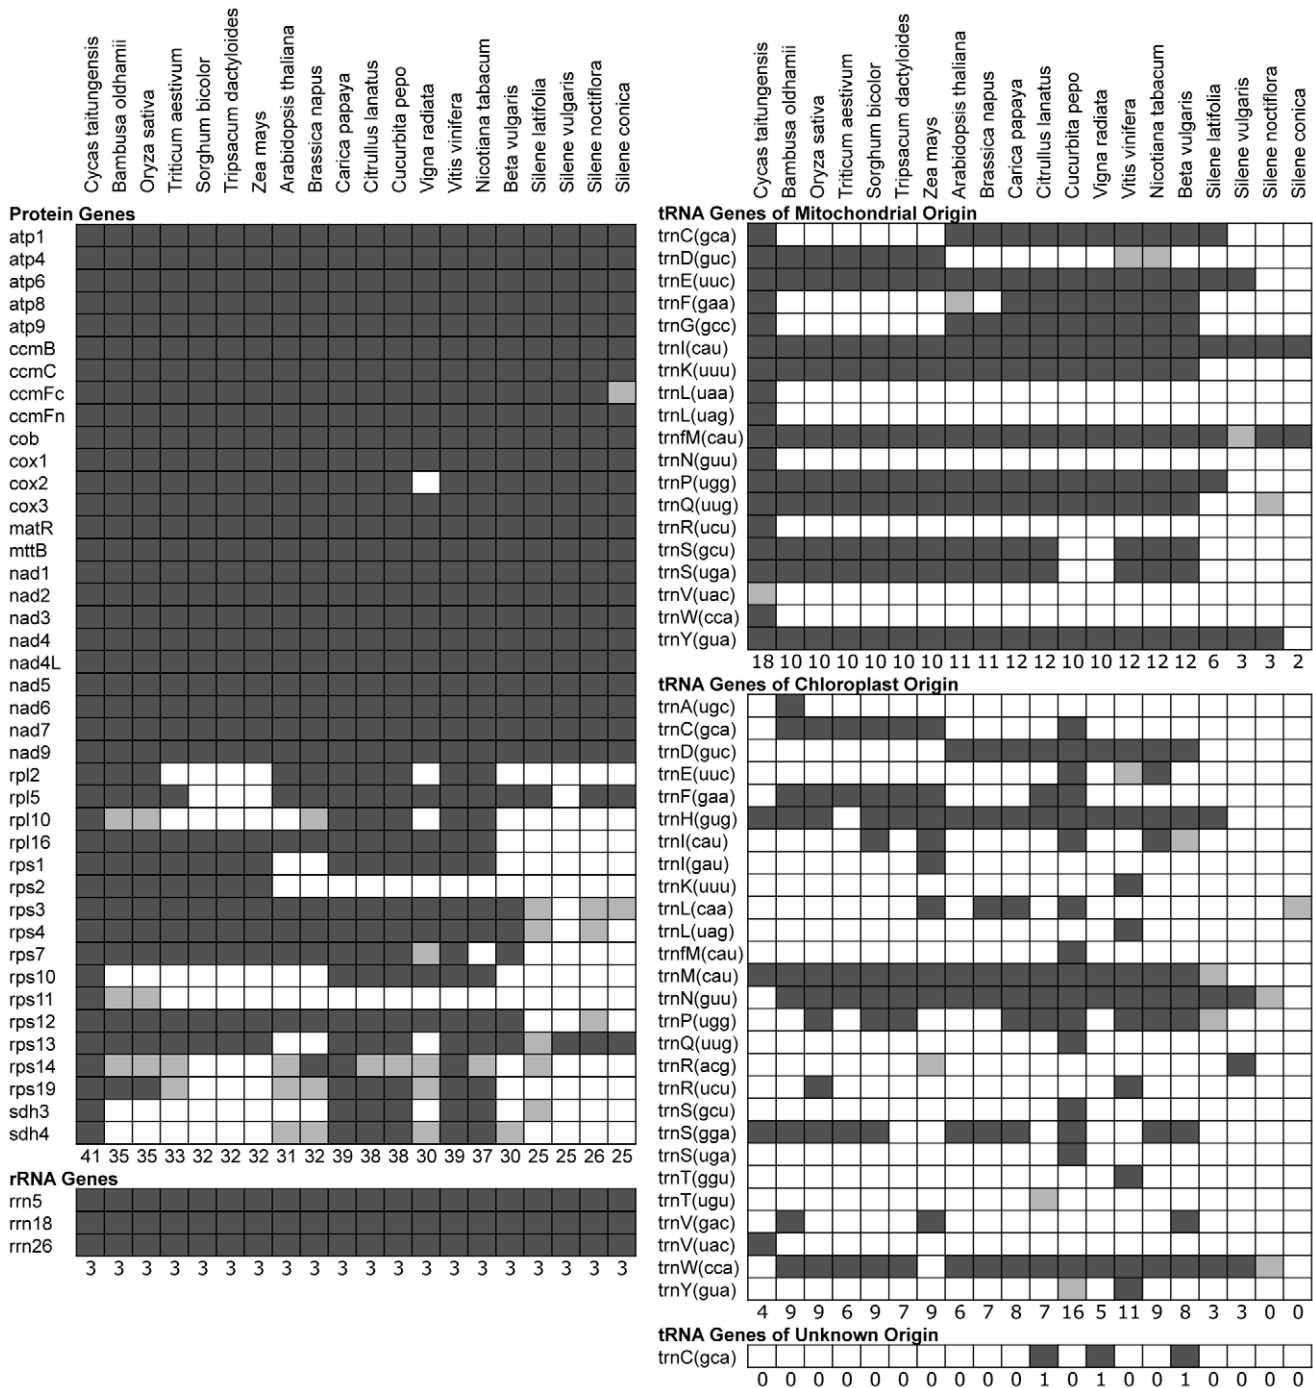 Cycas taitungensis
Bambusa oldhamii
Oryza sativa
Triticum aestivum
Sorghum bicolor
Tripsacum dactyloides
Zea mays
Arabidopsis thaliana
Brassica napus
Carica papaya
Citrullus lanatus
Cucurbita pepo
Vigna radiata
Vitis vinifera
Nicotiana tabacum
Beta vulgaris
Silene latifolia
Silene vulgaris
Silene noctiflora
Silene conica
Protein Genes
atp1
atp4
atp6
atp8
atp9
ccmB
ccmC
ccmFc
ccmFn
cob
cox1
cox2
cox3
matR
mttB
nad1
nad2
nad3
nad4
nad4L
nad5
nad6
nad7
nad9
rpl2
rpl5
rpl10
rpl16
rps1
rps2
rps3
rps4
rps7
rps10
rps11
rps12
rps13
rps14
rps19
sdh3
sdh4
41 35 35 33 32 32 32 31 32 39 38 38 30 39 37 30 25 25 26 25
rRNA Genes
rrn5
rrn18
rrn26
3 3 3 3 3 3 3 3 3 3 3 3 3 3 3 3 3 3 3 3
Cycas taitungensis
Bambusa oldhamii
Oryza sativa
Triticum aestivum
Sorghum bicolor
Tripsacum dactyloides
Zea mays
Arabidopsis thaliana
Brassica napus
Carica papaya
Citrullus lanatus
Cucurbita pepo
Vigna radiata
Vitis vinifera
Nicotiana tabacum
Beta vulgaris
Silene latifolia
Silene vulgaris
Silene noctiflora
Silene conica
tRNA Genes of Mitochondrial Origin
trnC(gca)
trnD(guc)
trnE(uuc)
trnF(gaa)
trnG(gcc)
trnI(cau)
trnK(uuu)
trnL(uaa)
trnL(uag)
trnfM(cau)
trnN(guu)
trnP(ugg)
trnQ(uug)
trnR(ucu)
trnS(gcu)
trnS(uga)
trnV(uac)
trnW(cca)
trnY(gua)
18 10 10 10 10 10 10 11 11 12 12 10 10 12 12 12 6 3 3 2
tRNA Genes of Chloroplast Origin
trnA(ugc)
trnC(gca)
trnD(guc)
trnE(uuc)
trnF(gaa)
trnH(gug)
trnI(cau)
trnI(gau)
trnK(uuu)
trnL(caa)
trnL(uag)
trnfM(cau)
trnM(cau)
trnN(guu)
trnP(ugg)
trnQ(uug)
trnR(acg)
trnR(ucu)
trnS(gcu)
trnS(gga)
trnS(uga)
trnT(ggu)
trnT(ugu)
trnV(gac)
trnV(uac)
trnW(cca)
trnY(gua)
4 9 9 6 9 7 9 6 7 8 7 16 5 11 9 8 3 3 0 0
tRNA Genes of Unknown Origin
trnC(gca)
0 0 0 0 0 0 0 0 0 0 1 0 1 0 0 1 0 0 0 0